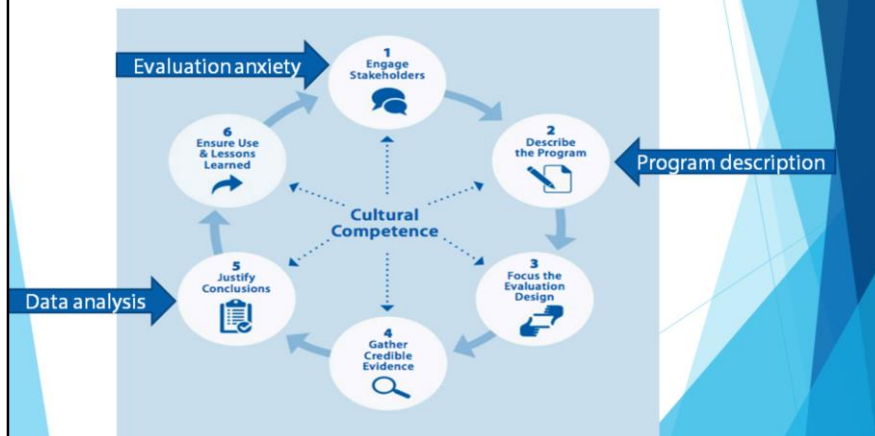 Evaluation anxiety
1
Engage
Stakeholders
2
Describe
the Program
Program description
3
Focus the
Evaluation
Design
4
Gather
Credible
Evidence
5
Justify
Conclusions
Data analysis
6
Ensure Use
& Lessons
Learned
Cultural
Competence